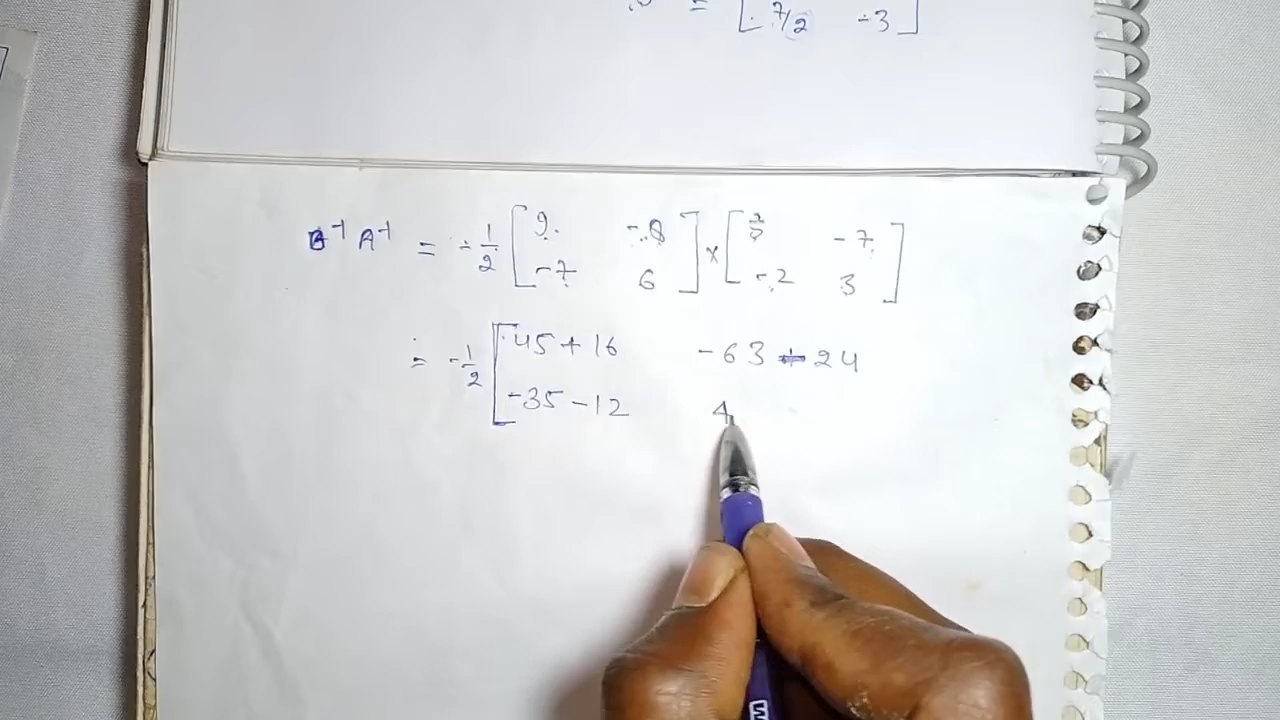 = [ 7/2 -3 ]
B⁻¹ A⁻¹ = - 1/2 [ 9 -8 ] × [ -7 ]
[ -7 6 ] [ -2 3 ]
= - 1/2 [ 45 + 16 -63 + 24
-35 - 12 4
W